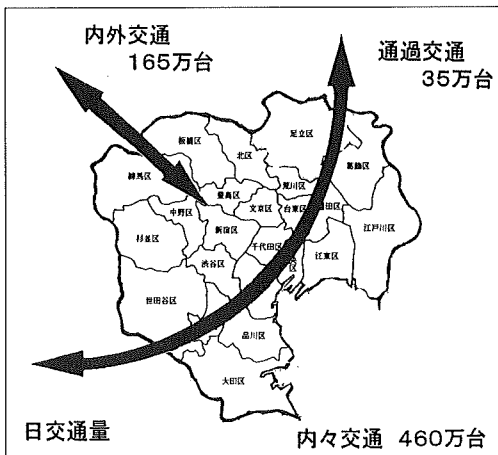 内外交通
165万台
通過交通
35万台
足立区
板橋区
北区
葛飾区
練馬区
荒川区
豊島区
文京区
台東区
中野区
江戸川区
新宿区
杉並区
千代田区
江東区
渋谷区
世田谷区
品川区
大田区
日交通量
内々交通 460万台